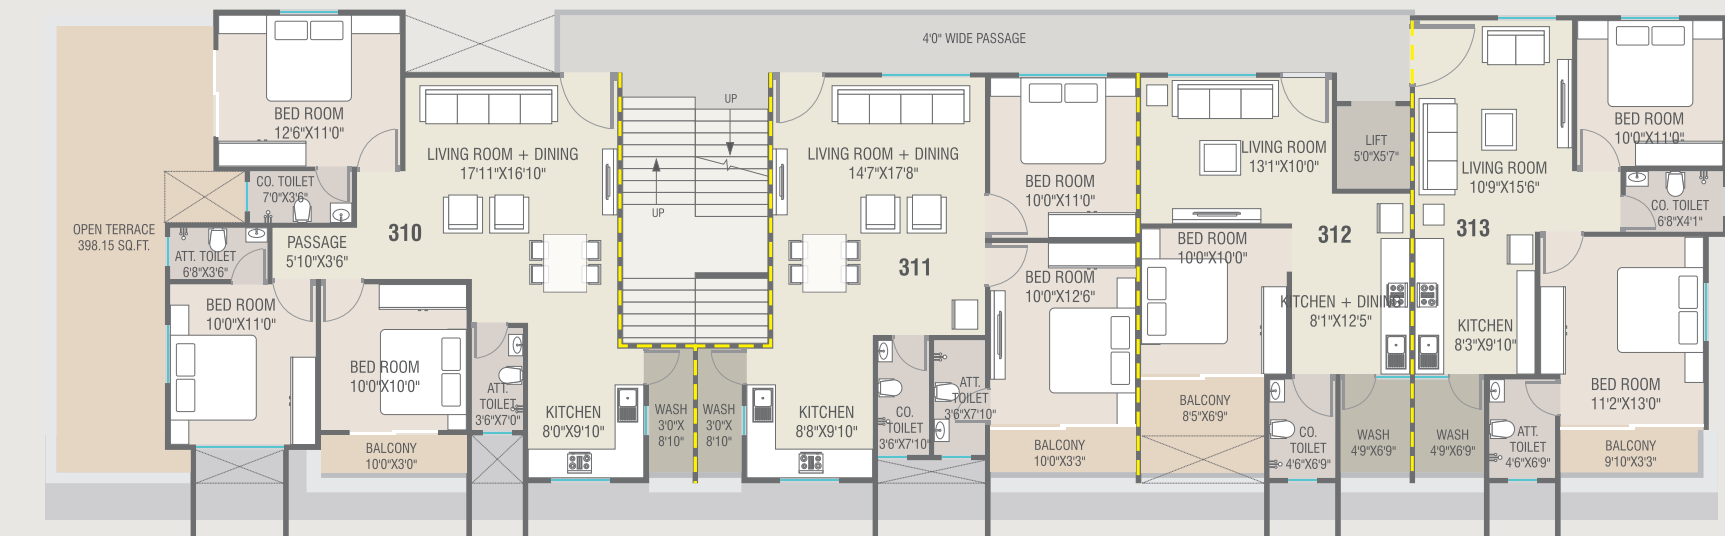 4'0" WIDE PASSAGE
BED ROOM
12'6"X11'0"
CO. TOILET
7'0"X3'6"
OPEN TERRACE
398.15 SQ.FT.
ATT. TOILET
6'8"X3'6"
PASSAGE
5'10"X3'6"
310
LIVING ROOM + DINING
17'11"X16'10"
BED ROOM
10'0"X11'0"
BED ROOM
10'0"X10'0"
BALCONY
10'0"X3'0"
ATT.
TOILET
3'6"X7'0"
KITCHEN
8'0"X9'10"
WASH
3'0"X
8'10"
UP
UP
WASH
3'0"X
8'10"
LIVING ROOM + DINING
14'7"X17'8"
311
KITCHEN
8'8"X9'10"
CO.
TOILET
3'6"X7'10"
ATT.
TOILET
3'6"X7'10"
BED ROOM
10'0"X11'0"
BED ROOM
10'0"X12'6"
BALCONY
10'0"X3'3"
LIVING ROOM
13'1"X10'0"
LIFT
5'0"X5'7"
312
BED ROOM
10'0"X10'0"
KITCHEN + DINING
8'1"X12'5"
BALCONY
8'5"X6'9"
CO.
TOILET
4'6"X6'9"
WASH
4'9"X6'9"
LIVING ROOM
10'9"X15'6"
313
BED ROOM
10'0"X11'0"
CO. TOILET
6'8"X4'1"
KITCHEN
8'3"X9'10"
WASH
4'9"X6'9"
ATT.
TOILET
4'6"X6'9"
BED ROOM
11'2"X13'0"
BALCONY
9'10"X3'3"